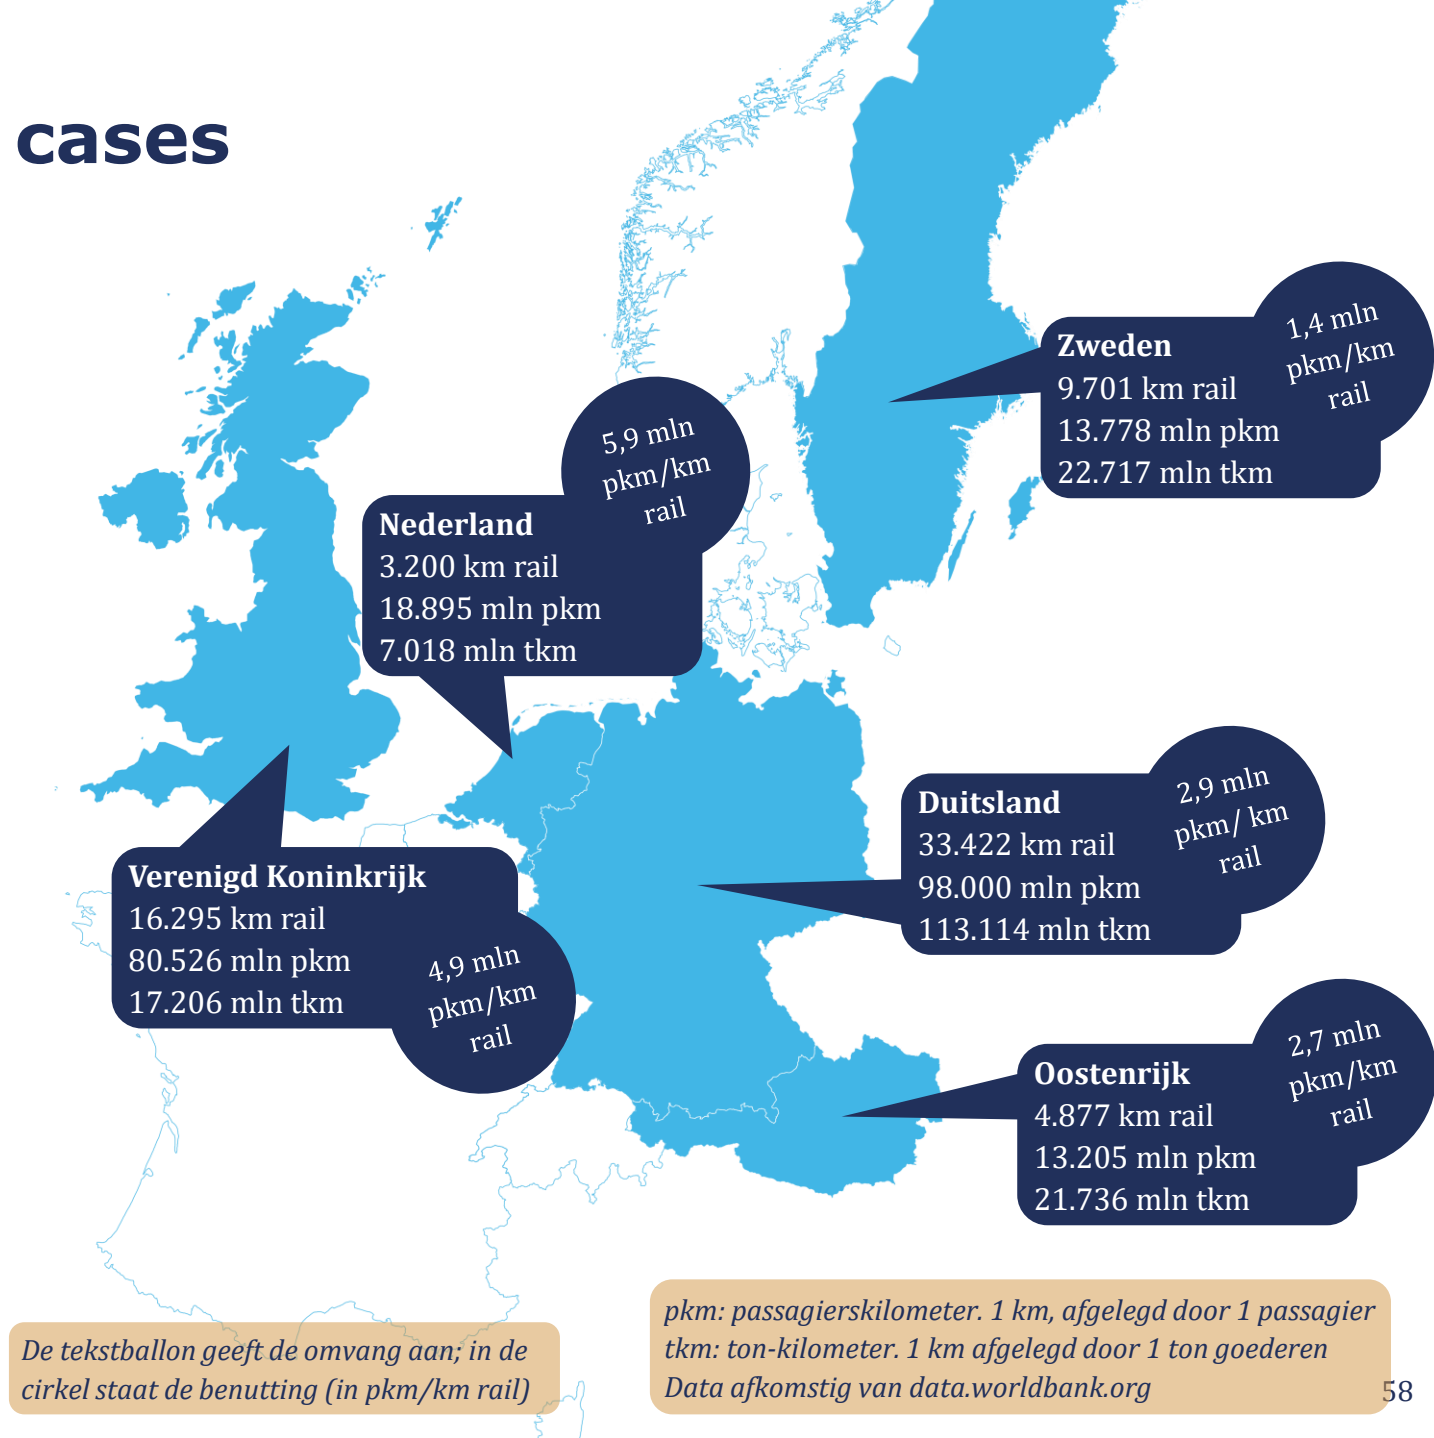 cases
Zweden
9.701 km rail
13.778 mln pkm
22.717 mln tkm
1,4 mln
pkm/km
rail
Nederland
3.200 km rail
18.895 mln pkm
7.018 mln tkm
5,9 mln
pkm/km
rail
Duitsland
33.422 km rail
98.000 mln pkm
113.114 mln tkm
2,9 mln
pkm/ km
rail
Verenigd Koninkrijk
16.295 km rail
80.526 mln pkm
17.206 mln tkm
4,9 mln
pkm/km
rail
Oostenrijk
4.877 km rail
13.205 mln pkm
21.736 mln tkm
2,7 mln
pkm/km
rail
De tekstballon geeft de omvang aan; in de
cirkel staat de benutting (in pkm/km rail)
pkm: passagierskilometer. 1 km, afgelegd door 1 passagier
tkm: ton-kilometer. 1 km afgelegd door 1 ton goederen
Data afkomstig van data.worldbank.org
58